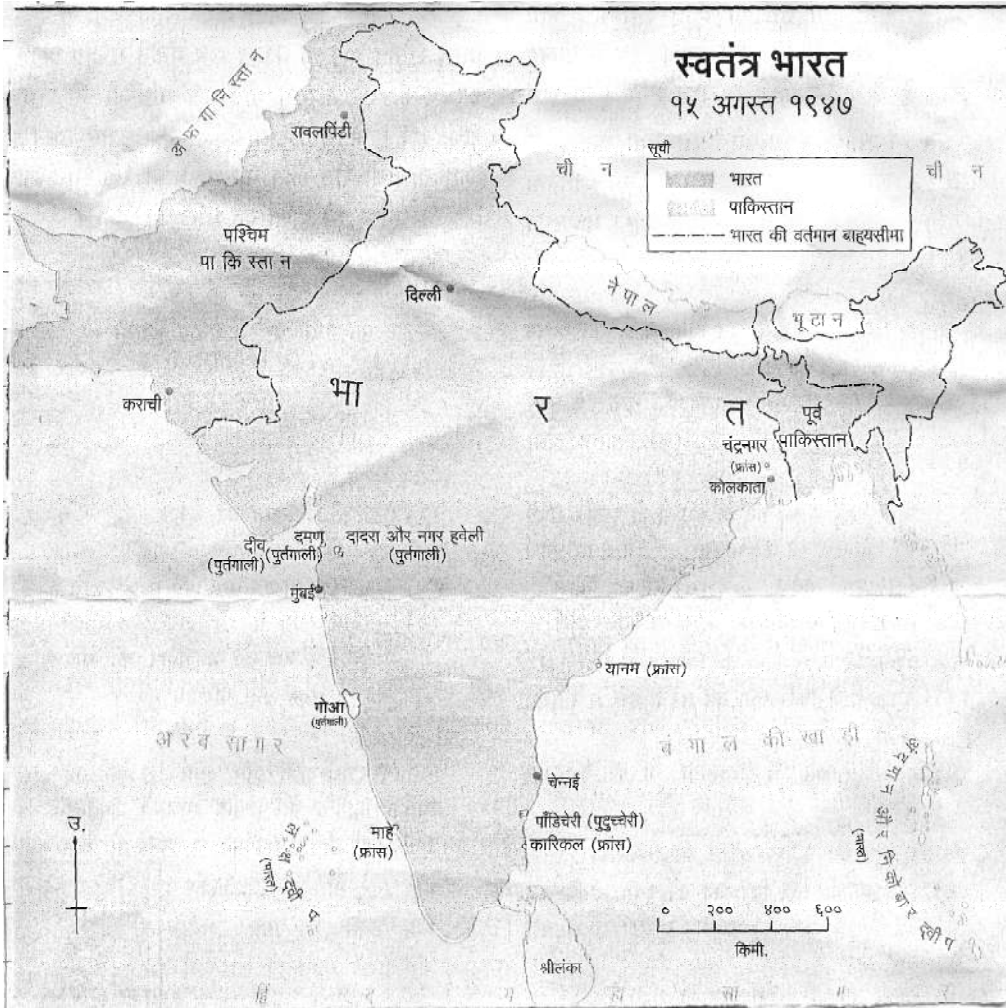 स्वतंत्र भारत
१५ अगस्त १९४७
सूची
भारत
पाकिस्तान
भारत की वर्तमान बाह्यसीमा
अफगानिस्तान
रावलपिंटी
चीन
चीन
पश्चिम
पाकिस्तान
दिल्ली
नेपाल
भूटान
कराची
भारत
पूर्व
पाकिस्तान
चंद्रनगर
(फ्रांस)
कोलकाता
दीव
(पुर्तगाली)
दमण
(पुर्तगाली)
दादरा और नगर हवेली
(पुर्तगाली)
मुंबई
यानम (फ्रांस)
गोआ
(पुर्तगाली)
अरब सागर
बंगाल की खाड़ी
अंदमान और निकोबार द्वीप
(भारत)
चेन्नई
उ.
माहे
(फ्रांस)
पाँडिचेरी (पुदुच्चेरी)
कारिकल (फ्रांस)
(भारत)
० २०० ४०० ६००
किमी.
श्रीलंका